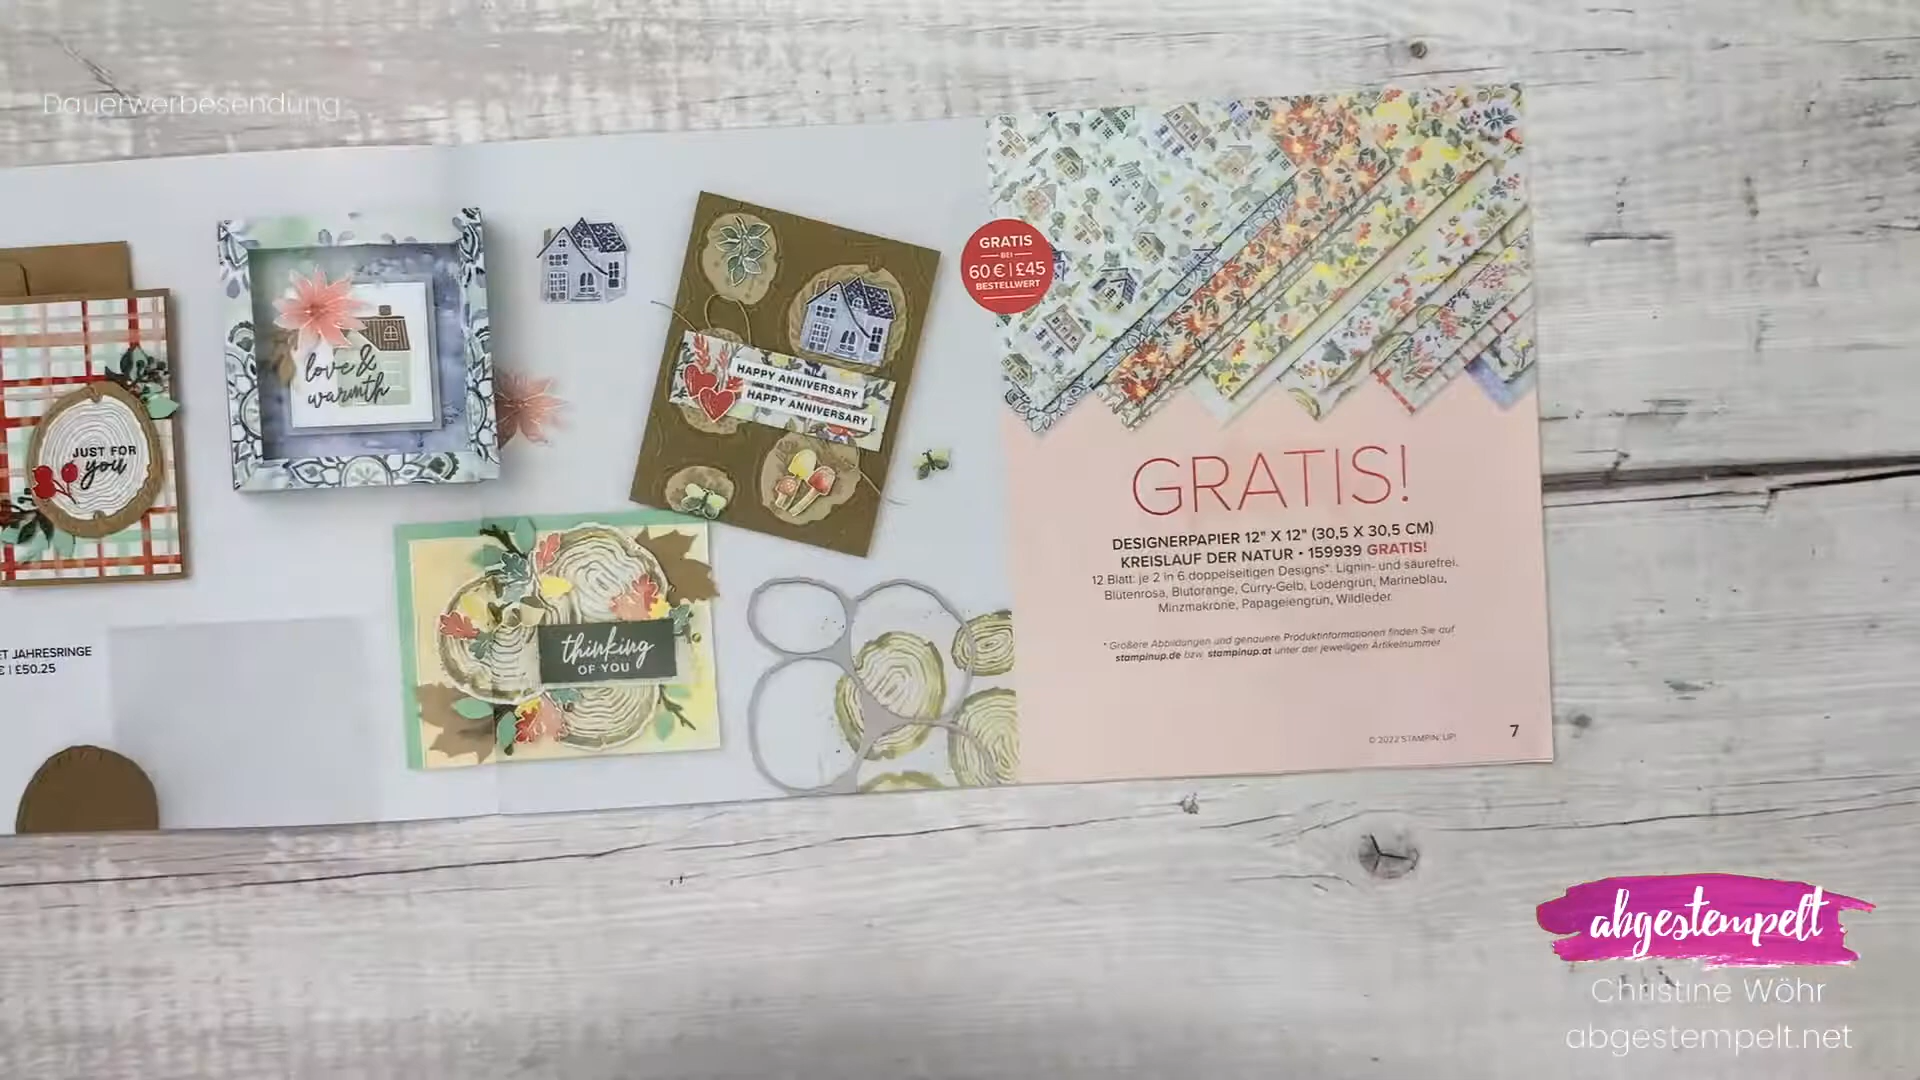 Dauerwerbesendung
love &
warmth
JUST FOR
you
HAPPY ANNIVERSARY
HAPPY ANNIVERSARY
thinking
OF YOU
ET JAHRESRINGE
€ | £50.25
GRATIS
BEI
60 € | £45
BESTELLWERT
GRATIS!
DESIGNERPAPIER 12" X 12" (30,5 X 30,5 CM)
KREISLAUF DER NATUR • 159939 GRATIS!
12 Blatt: je 2 in 6 doppelseitigen Designs*. Lignin- und säurefrei.
Blütenrosa, Blutorange, Curry-Gelb, Lodengrün, Marineblau,
Minzmakrone, Papageiengrün, Wildleder
* Größere Abbildungen und genauere Produktinformationen finden Sie auf
stampinup.de bzw. stampinup.at unter der jeweiligen Artikelnummer
© 2022 STAMPIN' UP!
7
abgestempelt
Christine Wöhr
abgestempelt.net